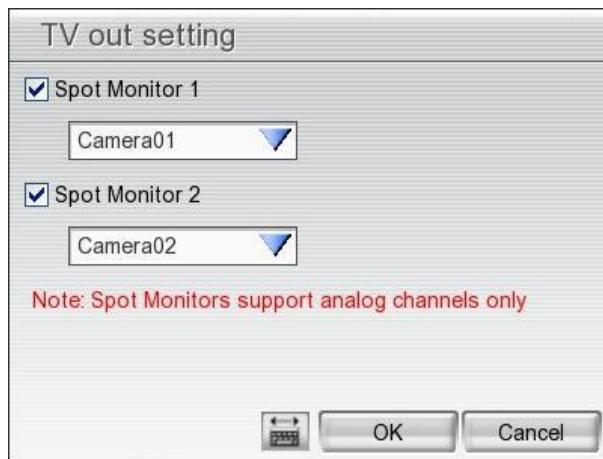 TV out setting
Spot Monitor 1
Camera01
Spot Monitor 2
Camera02
Note: Spot Monitors support analog channels only
OK Cancel